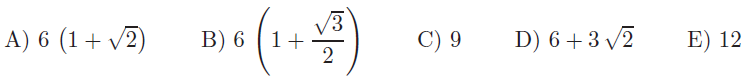 A) 6 (1 + √2) B) 6 (1 + √3/2) C) 9 D) 6 + 3 √2 E) 12